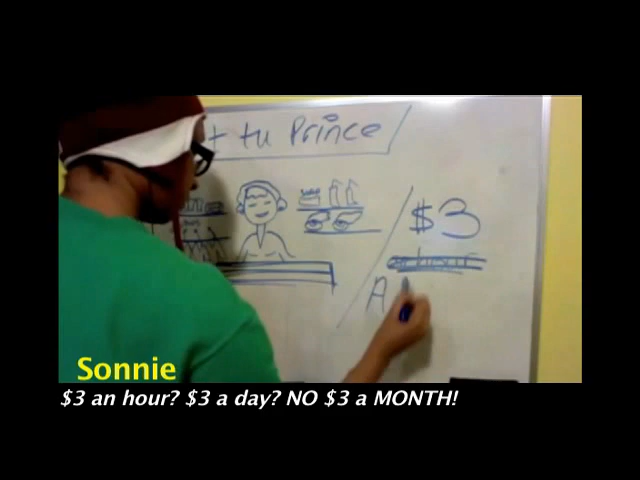 t tu Prince
$3
A
Sonnie
$3 an hour? $3 a day? NO $3 a MONTH!